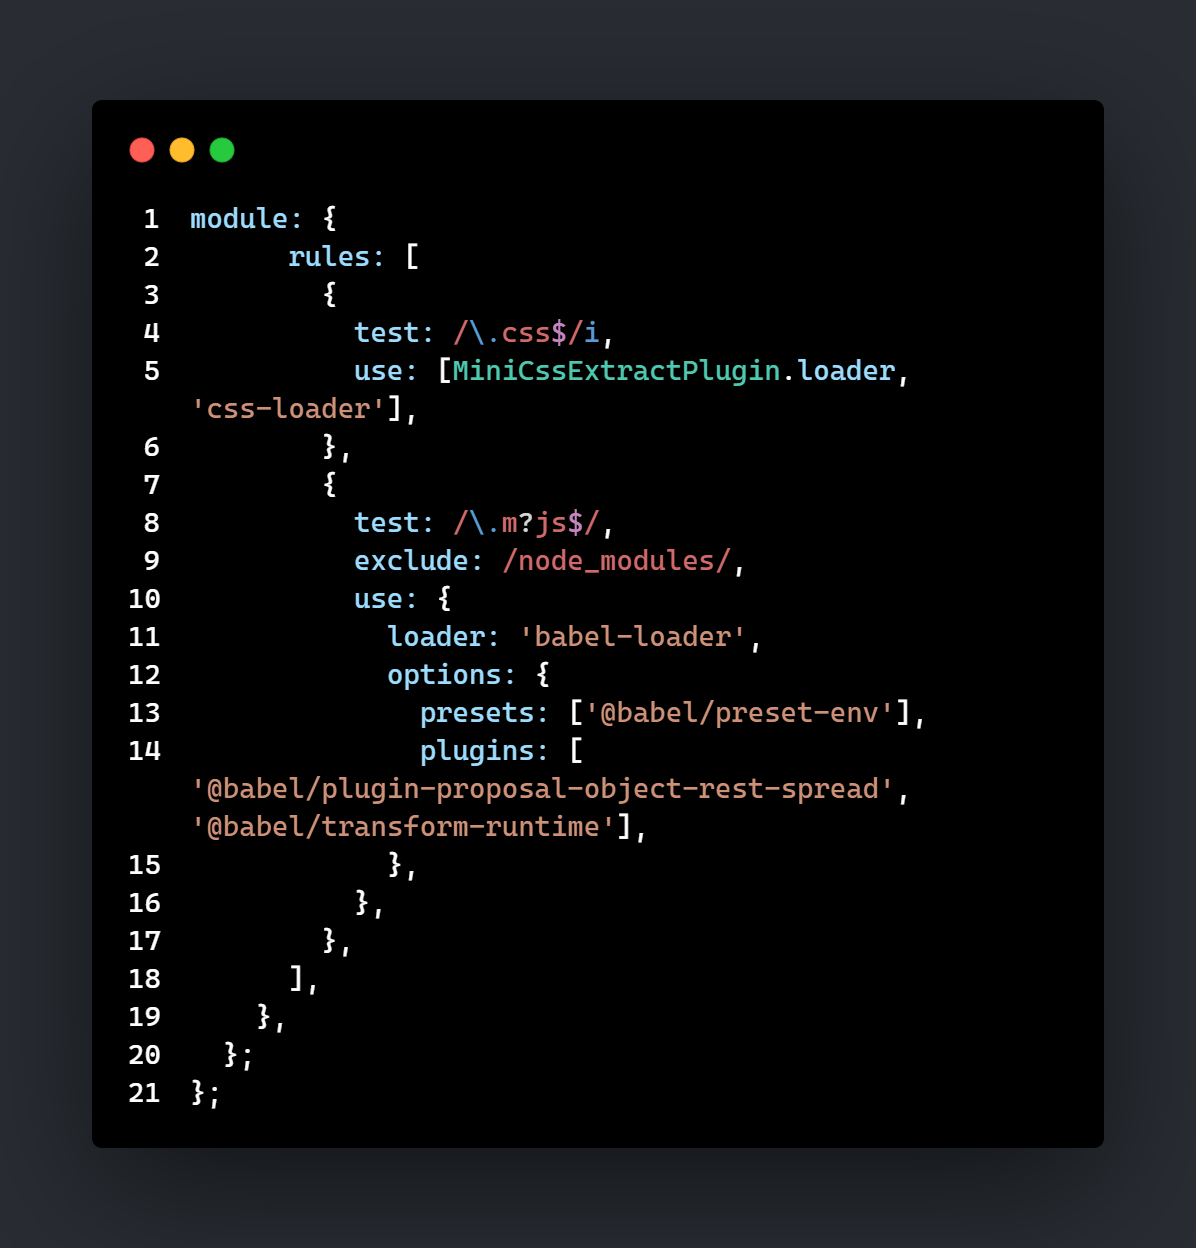 1 module: {
2       rules: [
3         {
4           test: /\.css$/i,
5           use: [MiniCssExtractPlugin.loader,
'css-loader'],
6         },
7         {
8           test: /\.m?js$/,
9           exclude: /node_modules/,
10           use: {
11             loader: 'babel-loader',
12             options: {
13               presets: ['@babel/preset-env'],
14               plugins: [
'@babel/plugin-proposal-object-rest-spread',
'@babel/transform-runtime'],
15             },
16           },
17         },
18       ],
19     },
20   };
21 };